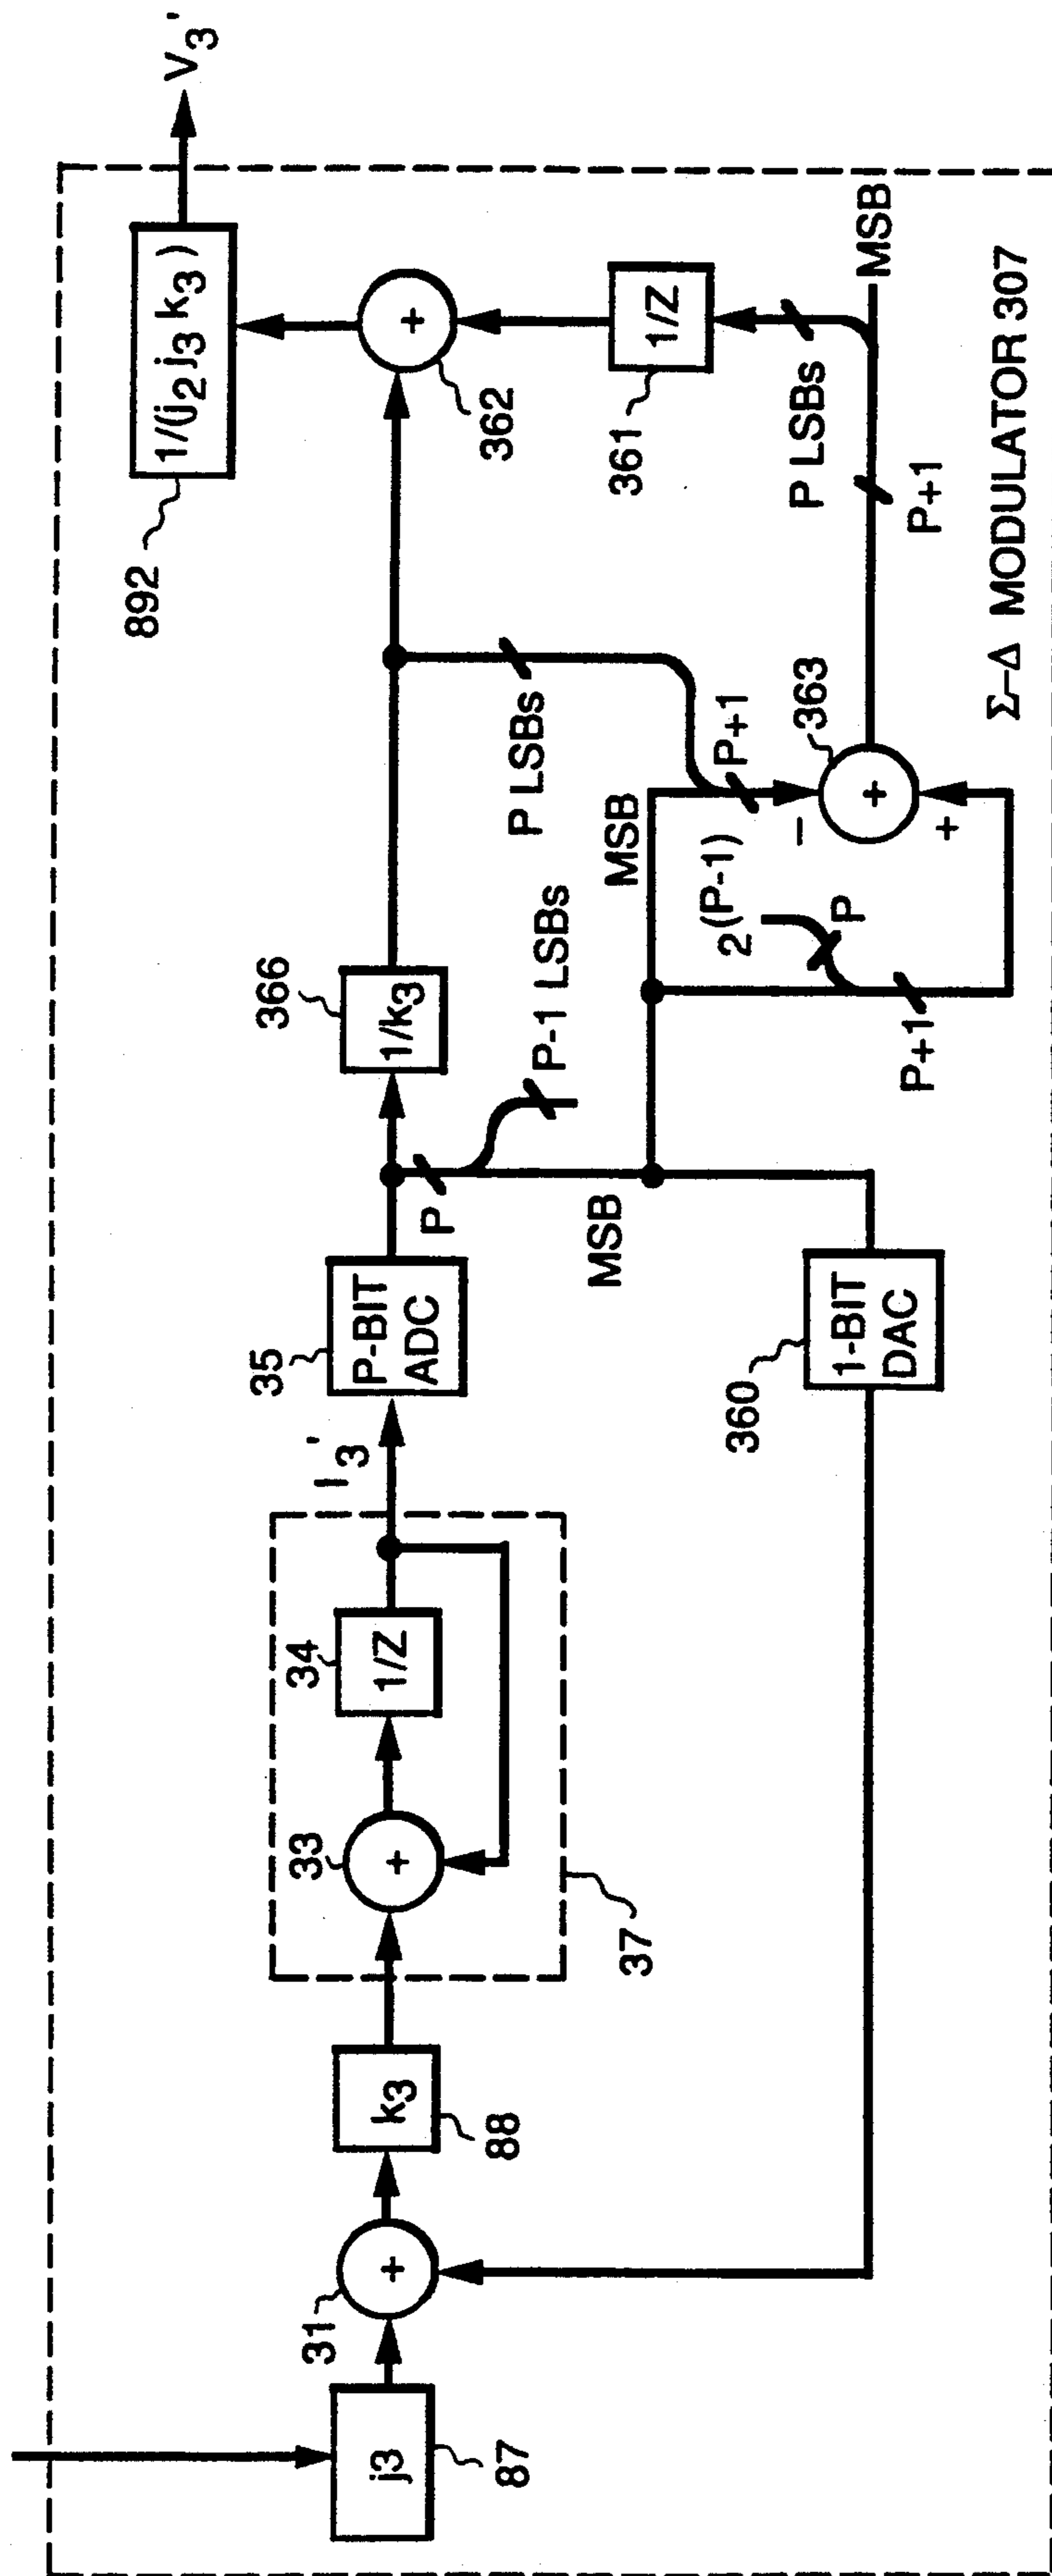 j3
87
31
+
k3
88
37
33
+
34
1/Z
I3'
35
P-BIT
ADC
P
P-1 LSBs
MSB
366
1/k3
P LSBs
360
1-BIT
DAC
MSB
2(P-1)
P
P+1
P+1
−
+
+
363
P+1
MSB
P LSBs
361
1/Z
+
362
892
1/(j2 j3 k3)
V3'
Σ–Δ MODULATOR 307